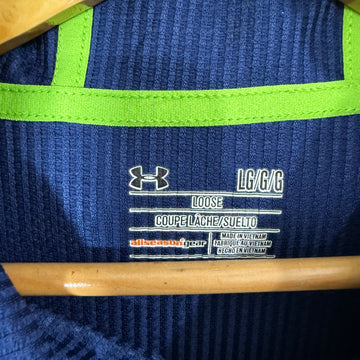 LG/G/G
LOOSE
COUPE LÂCHE/SUELTO
allseasongear
MADE IN VIETNAM
FABRIQUÉ AU VIETNAM
HECHO EN VIETNAM